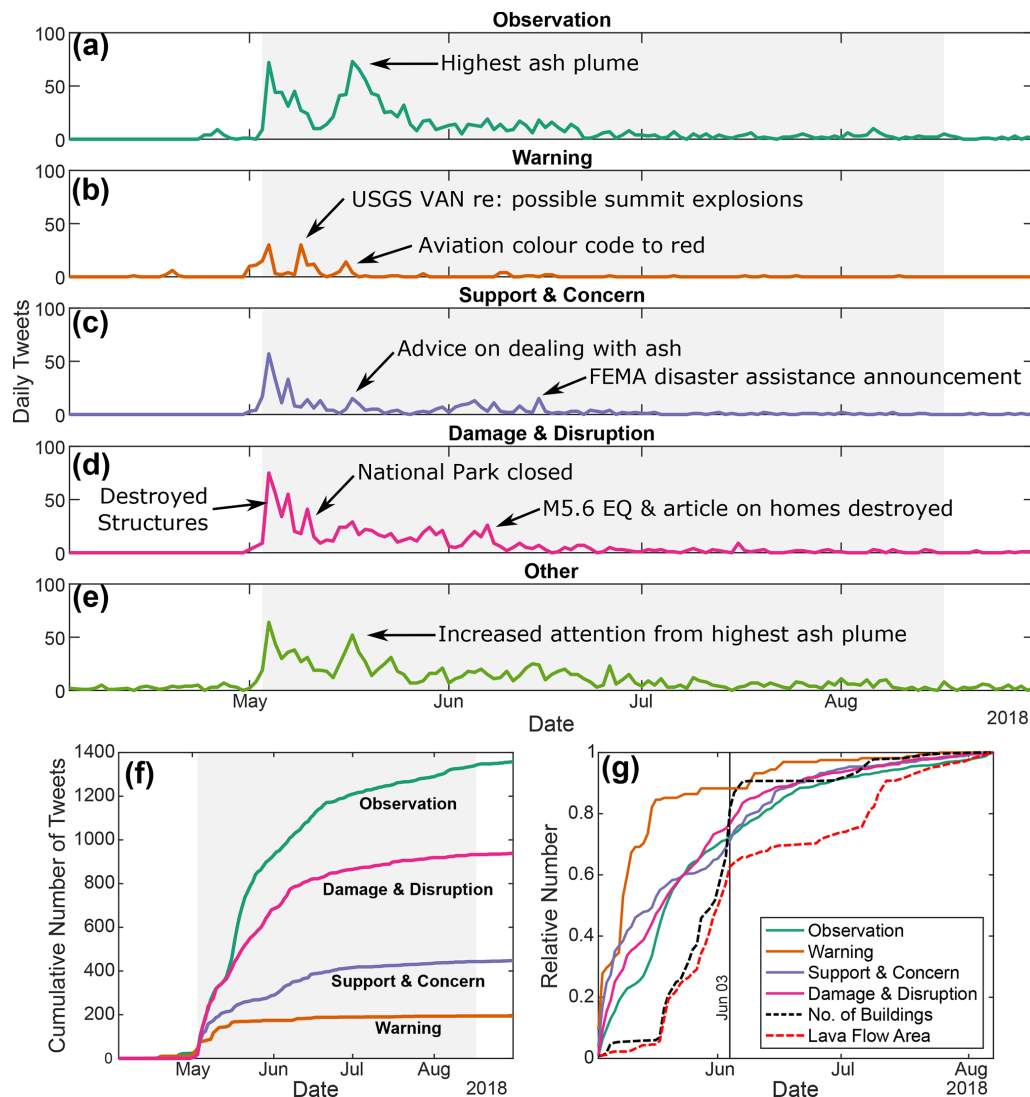 Observation
(a)
100
50
0
Highest ash plume
Warning
(b)
100
50
0
USGS VAN re: possible summit explosions
Aviation colour code to red
Support & Concern
(c)
100
50
0
Advice on dealing with ash
FEMA disaster assistance announcement
Daily Tweets
Damage & Disruption
(d)
100
50
0
Destroyed
Structures
National Park closed
M5.6 EQ & article on homes destroyed
Other
(e)
100
50
0
Increased attention from highest ash plume
May
Jun
Jul
Aug
Date
2018
(f)
1400
1200
1000
800
600
400
200
0
Cumulative Number of Tweets
Observation
Damage & Disruption
Support & Concern
Warning
May
Jun
Jul
Aug
Date
2018
(g)
1
0.8
0.6
0.4
0.2
0
Relative Number
Jun 03
Observation
Warning
Support & Concern
Damage & Disruption
No. of Buildings
Lava Flow Area
Jun
Jul
Aug
Date
2018